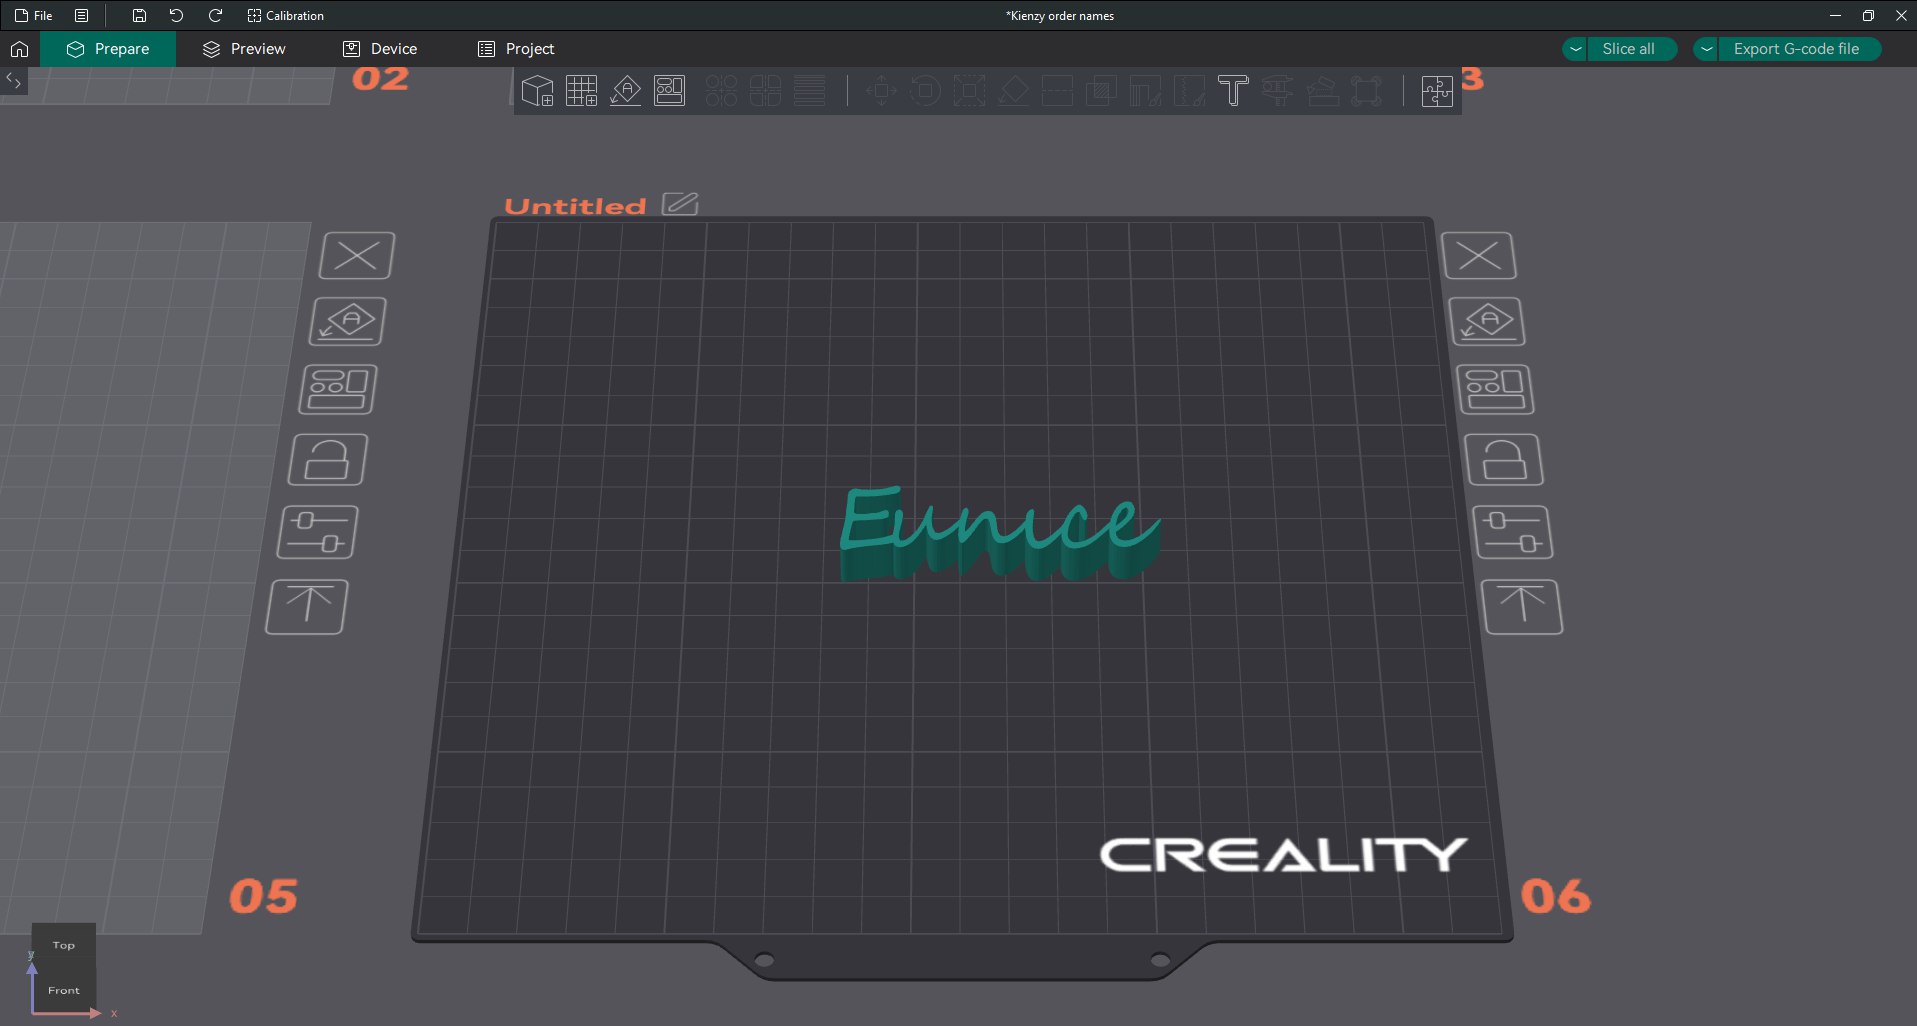 File Calibration *Kienzy order names
Prepare Preview Device Project Slice all Export G-code file
02 3
Untitled
Eunice
CREALITY
05 06
Top
y
Front
x